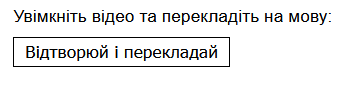 Увімкніть відео та перекладіть на мову:
Відтворюй і перекладай